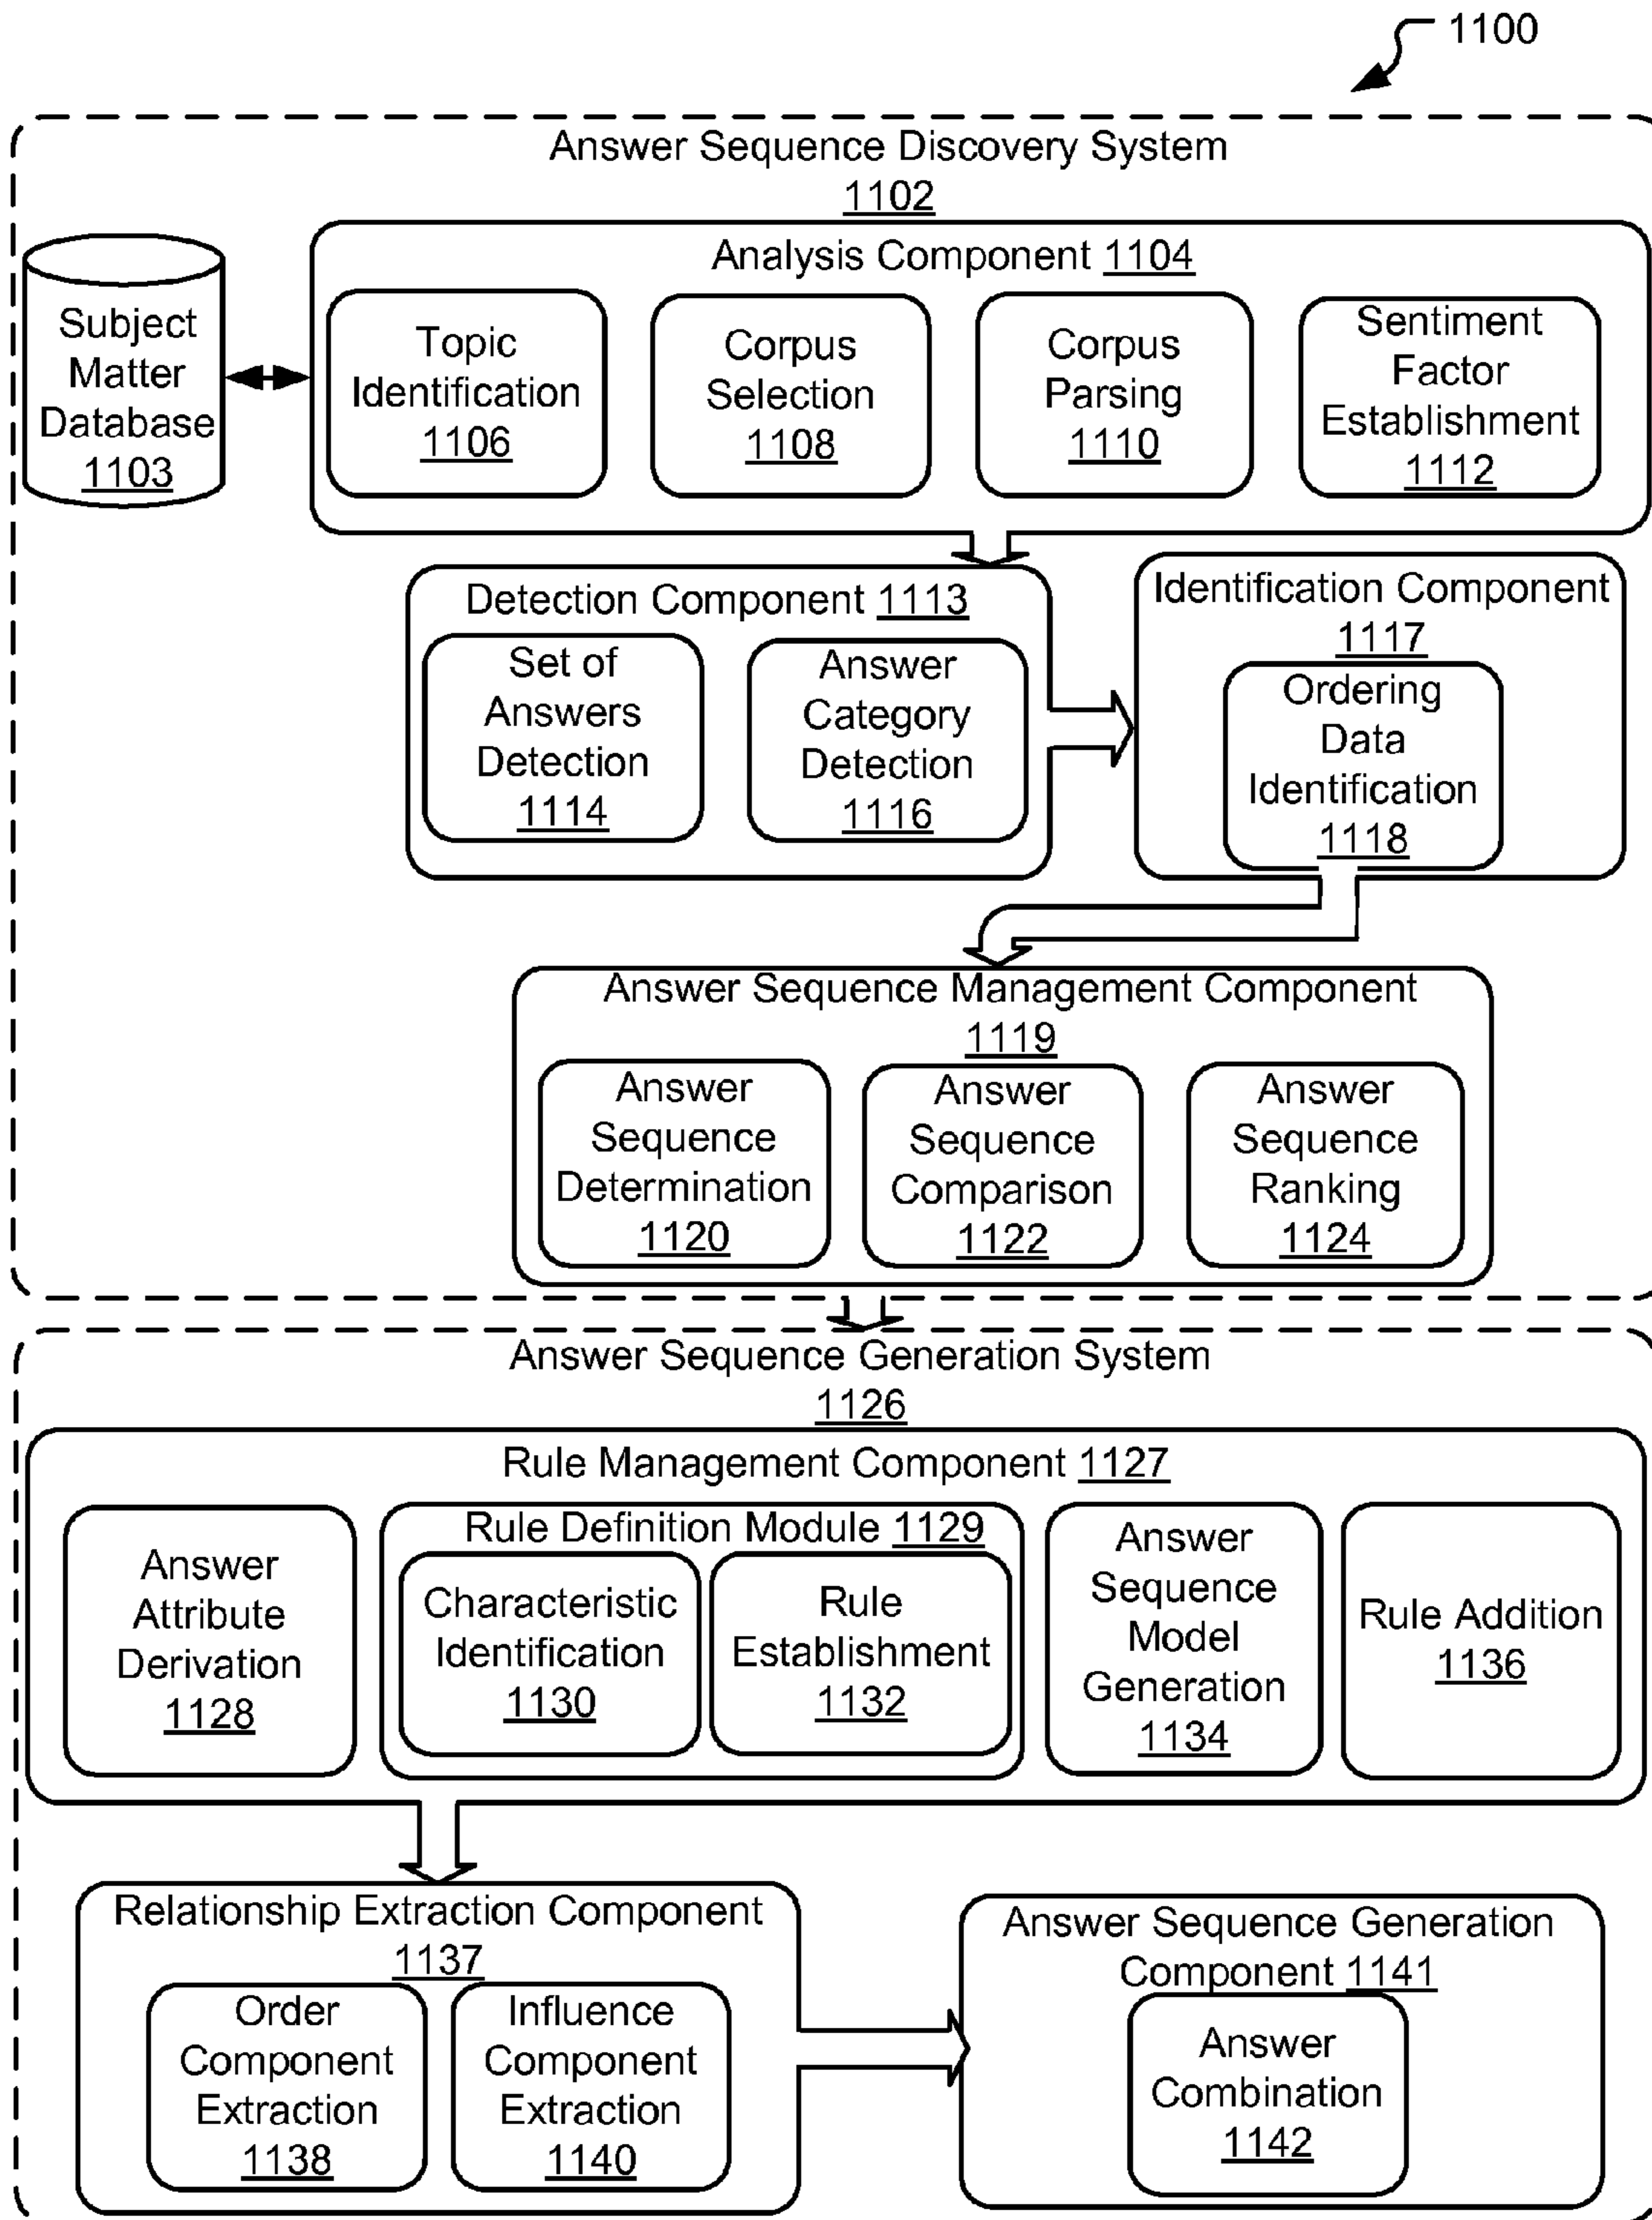 1100
Answer Sequence Discovery System
1102
Subject
Matter
Database
1103
Analysis Component 1104
Topic
Identification
1106
Corpus
Selection
1108
Corpus
Parsing
1110
Sentiment
Factor
Establishment
1112
Detection Component 1113
Set of
Answers
Detection
1114
Answer
Category
Detection
1116
Identification Component
1117
Ordering
Data
Identification
1118
Answer Sequence Management Component
1119
Answer
Sequence
Determination
1120
Answer
Sequence
Comparison
1122
Answer
Sequence
Ranking
1124
Answer Sequence Generation System
1126
Rule Management Component 1127
Answer
Attribute
Derivation
1128
Rule Definition Module 1129
Characteristic
Identification
1130
Rule
Establishment
1132
Answer
Sequence
Model
Generation
1134
Rule Addition
1136
Relationship Extraction Component
1137
Order
Component
Extraction
1138
Influence
Component
Extraction
1140
Answer Sequence Generation
Component 1141
Answer
Combination
1142